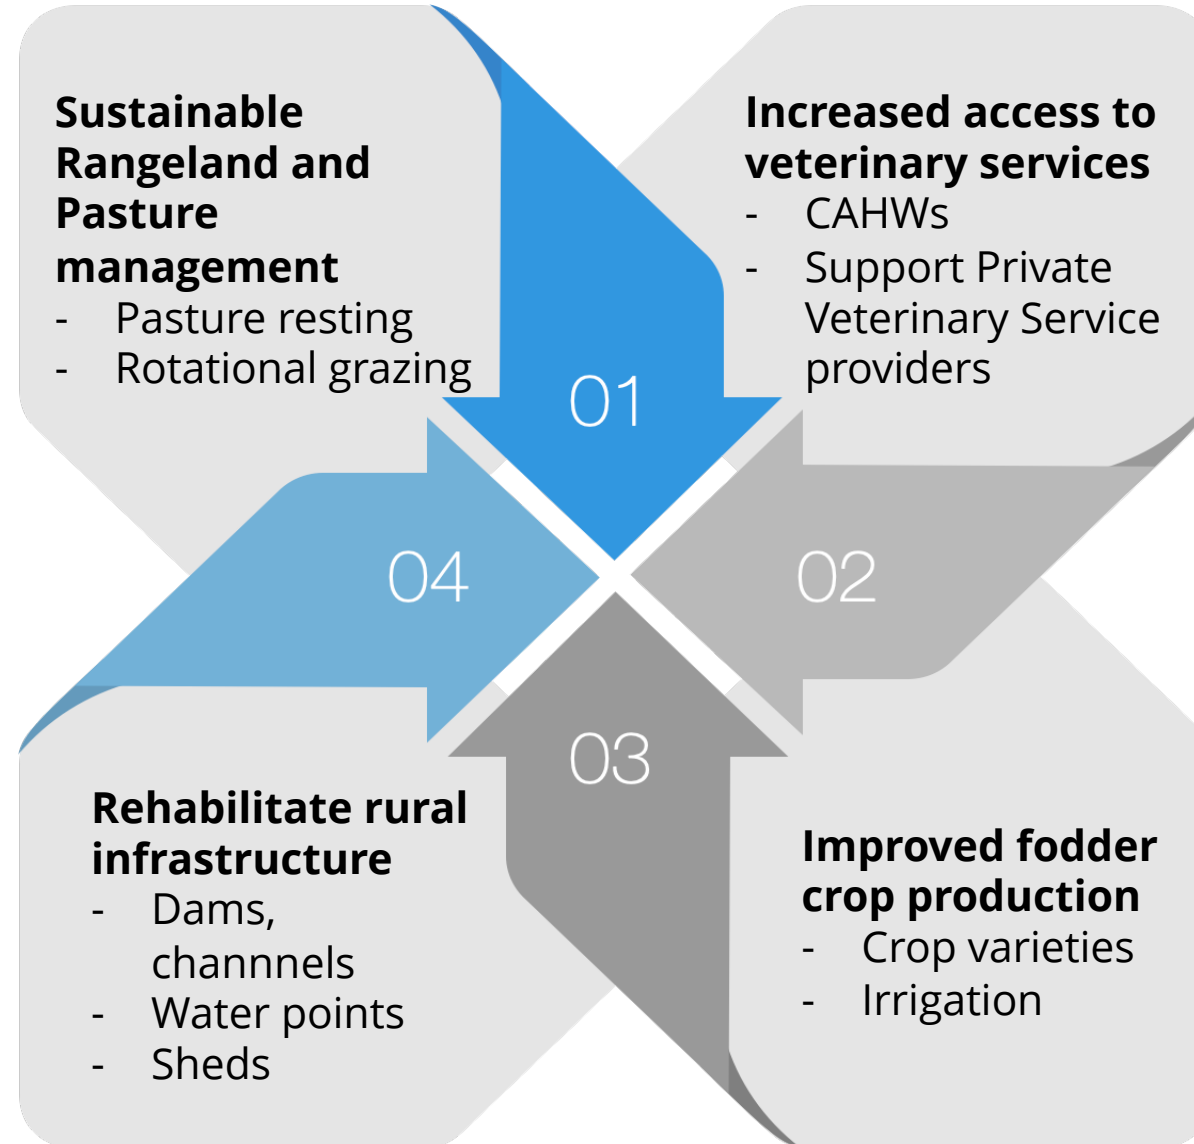 Sustainable
Rangeland and
Pasture
management
- Pasture resting
- Rotational grazing
01
Increased access to
veterinary services
- CAHWs
- Support Private
Veterinary Service
providers
02
Improved fodder
crop production
- Crop varieties
- Irrigation
03
Rehabilitate rural
infrastructure
- Dams,
channnels
- Water points
- Sheds
04